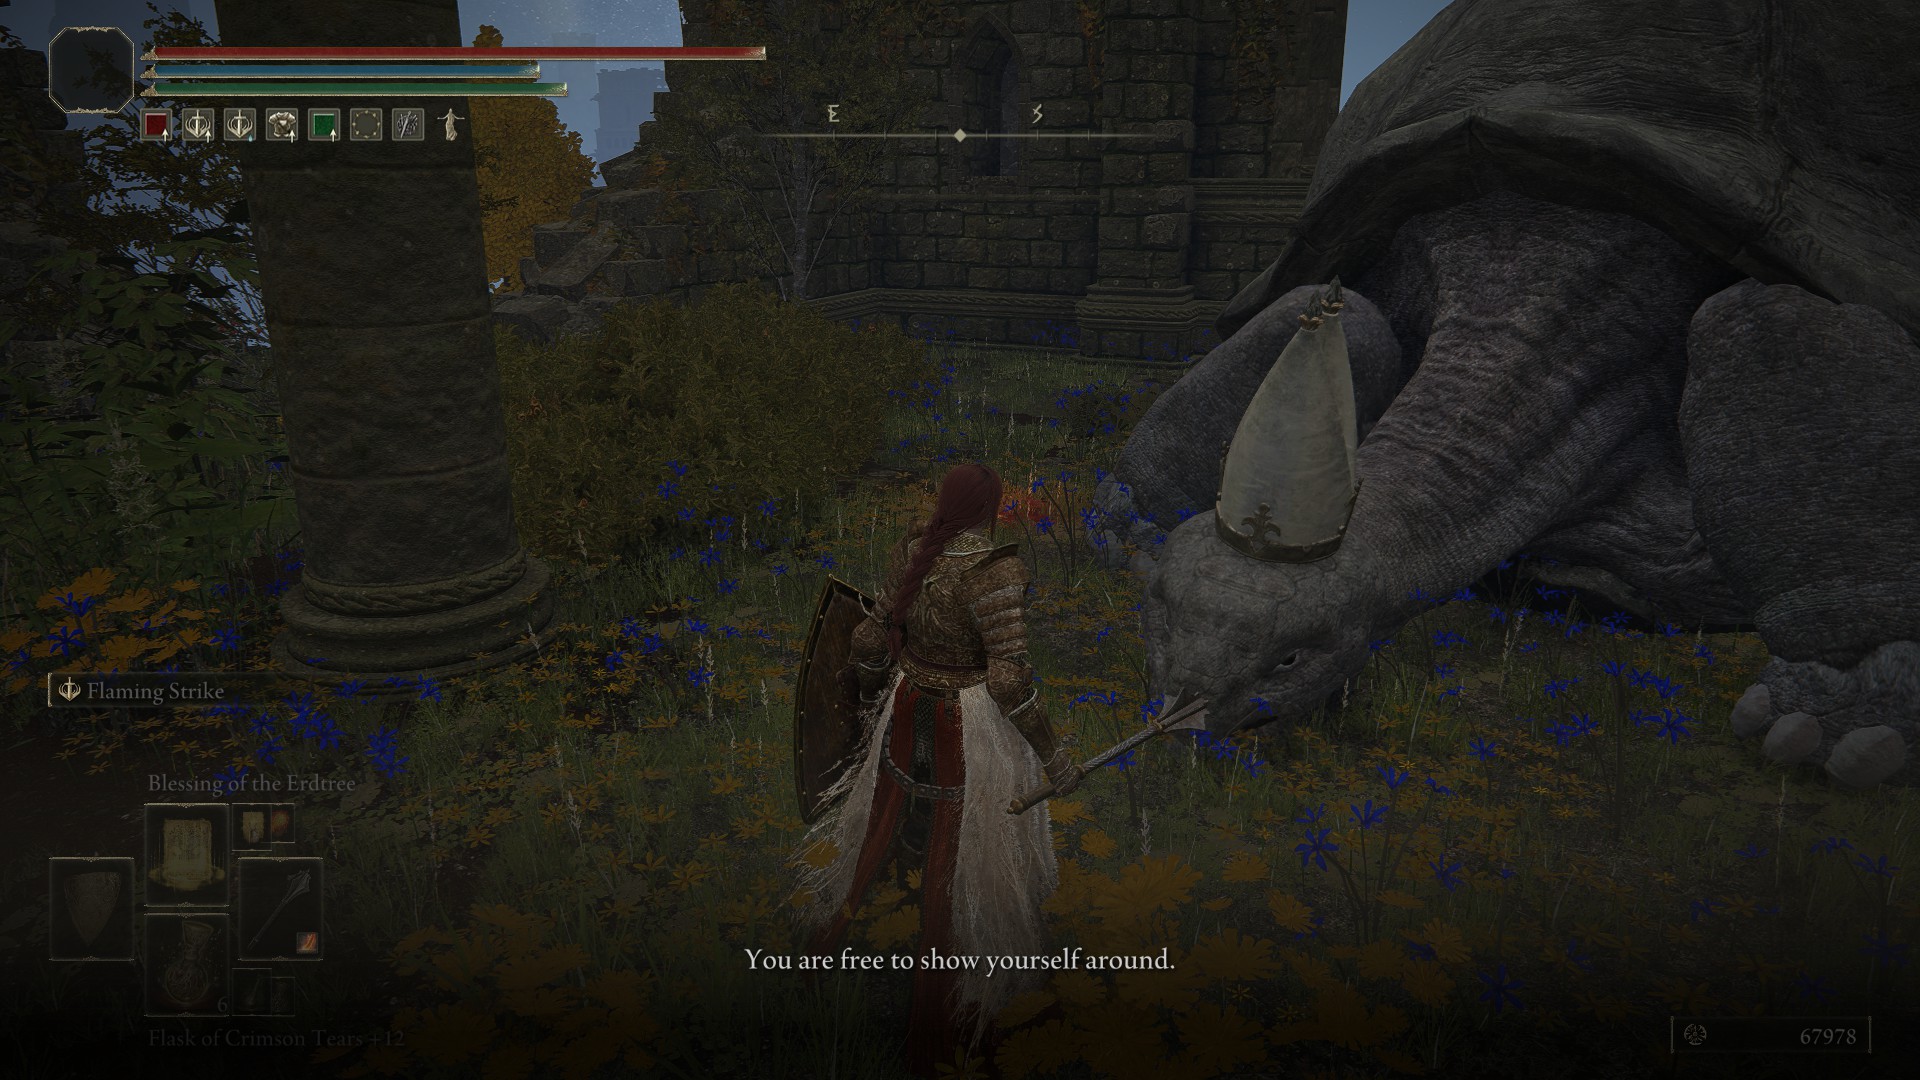 E S
Flaming Strike
Blessing of the Erdtree
6
You are free to show yourself around.
Flask of Crimson Tears +12
67978